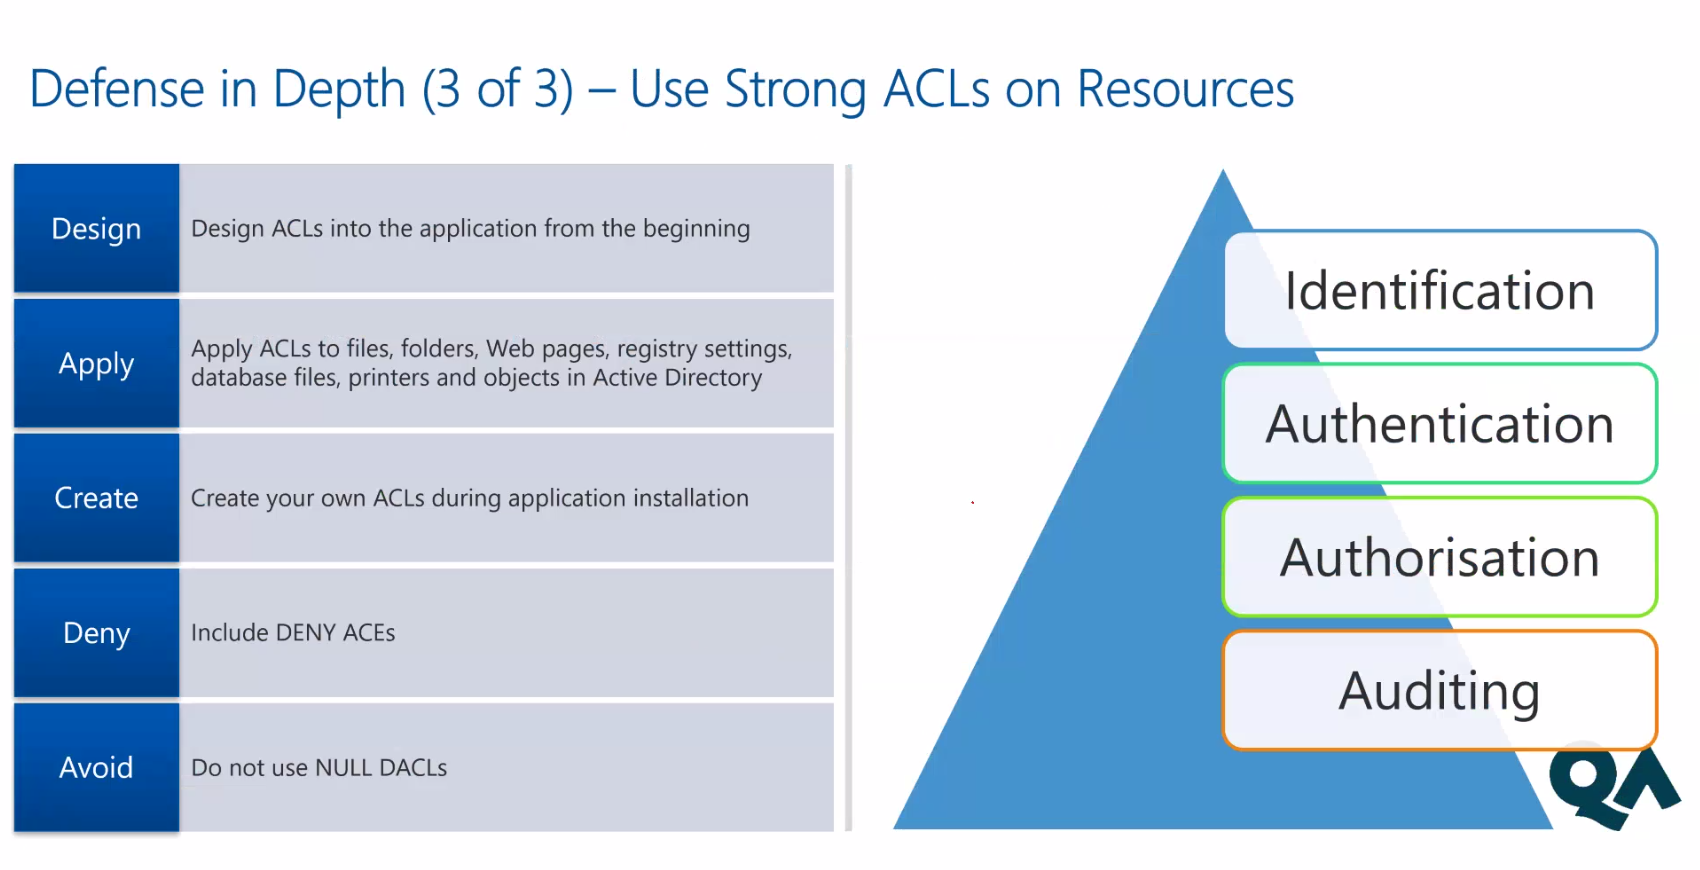 Defense in Depth (3 of 3) – Use Strong ACLs on Resources
Design
Design ACLs into the application from the beginning
Apply
Apply ACLs to files, folders, Web pages, registry settings,
database files, printers and objects in Active Directory
Create
Create your own ACLs during application installation
Deny
Include DENY ACEs
Avoid
Do not use NULL DACLs
Identification
Authentication
Authorisation
Auditing
QA